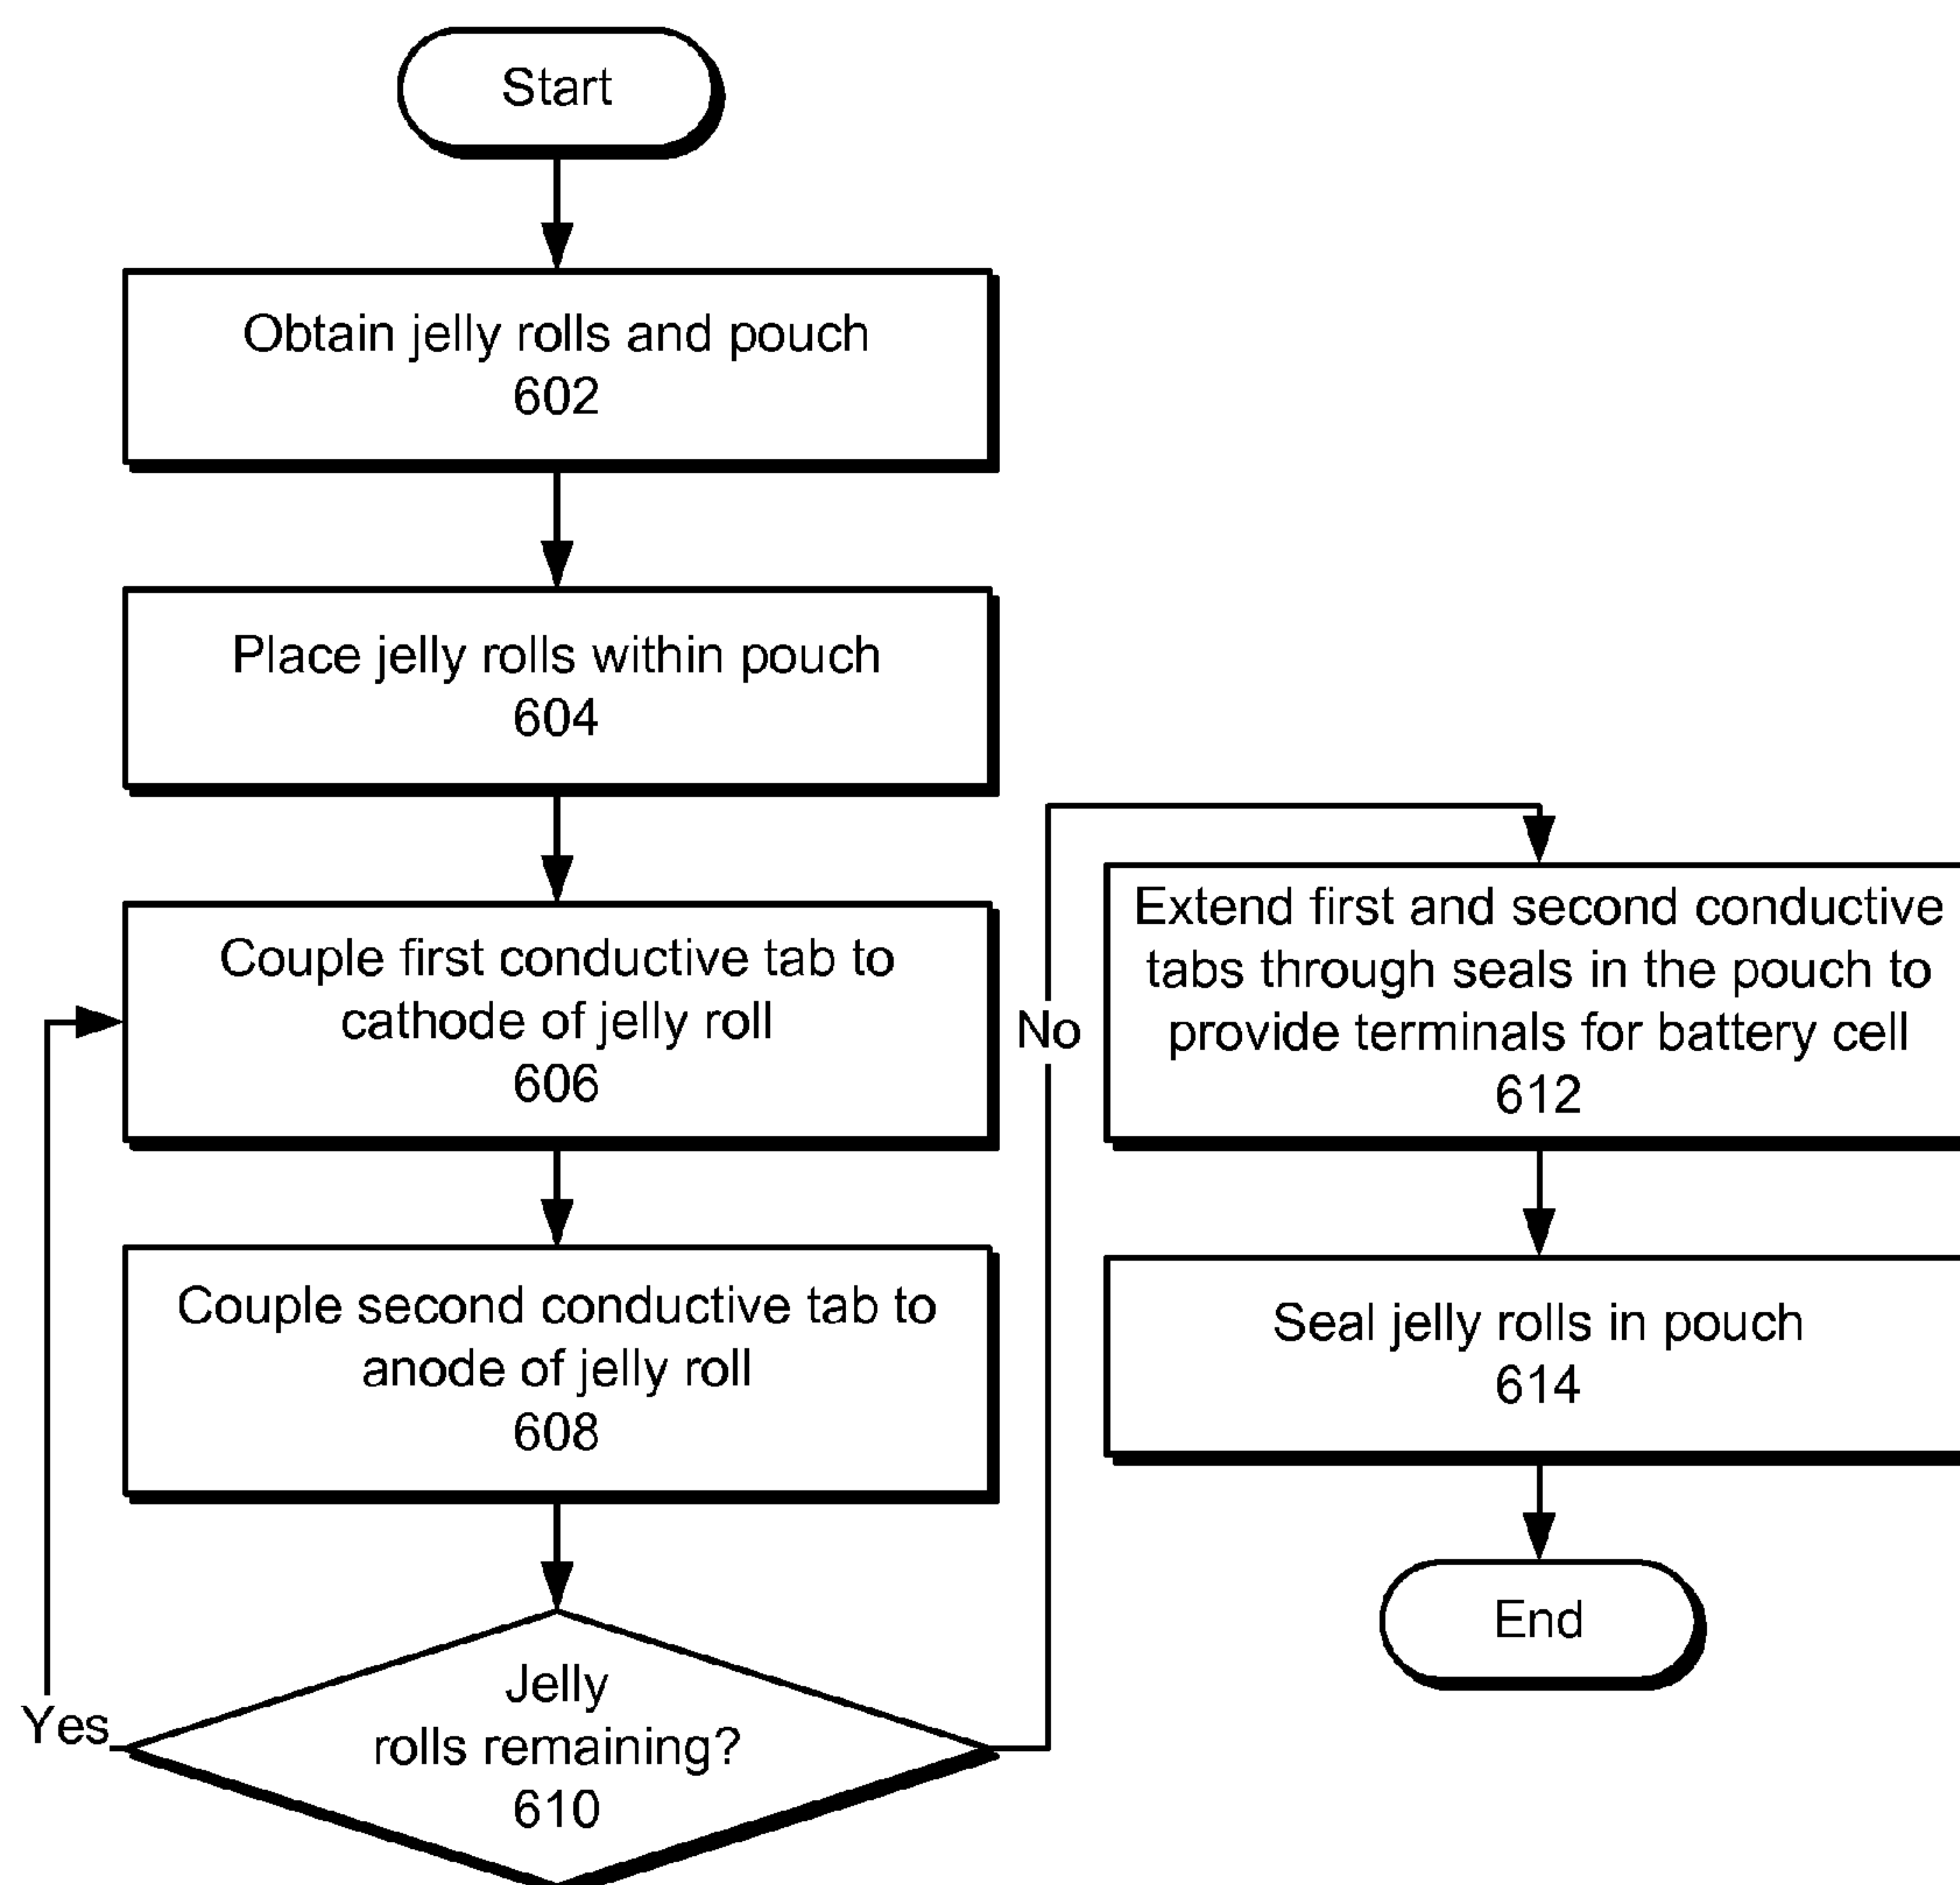 Start
Obtain jelly rolls and pouch
602
Place jelly rolls within pouch
604
Couple first conductive tab to
cathode of jelly roll
606
Couple second conductive tab to
anode of jelly roll
608
Jelly
rolls remaining?
610
Yes
No
Extend first and second conductive
tabs through seals in the pouch to
provide terminals for battery cell
612
Seal jelly rolls in pouch
614
End